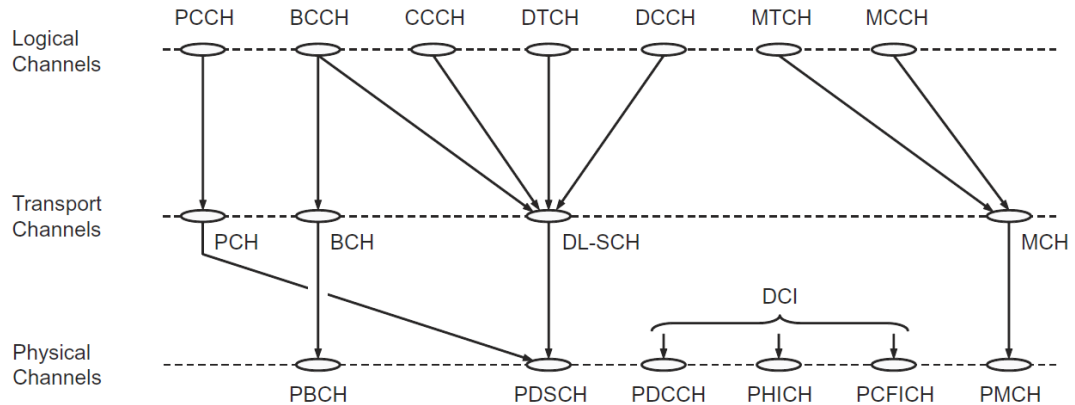 PCCH BCCH CCCH DTCH DCCH MTCH MCCH
Logical
Channels
Transport
Channels
PCH BCH DL-SCH MCH
DCI
Physical
Channels
PBCH PDSCH PDCCH PHICH PCFICH PMCH